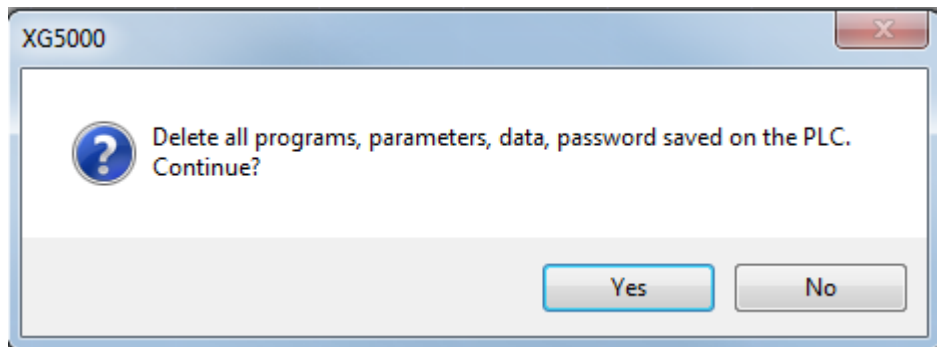 XG5000
Delete all programs, parameters, data, password saved on the PLC.
Continue?
Yes
No